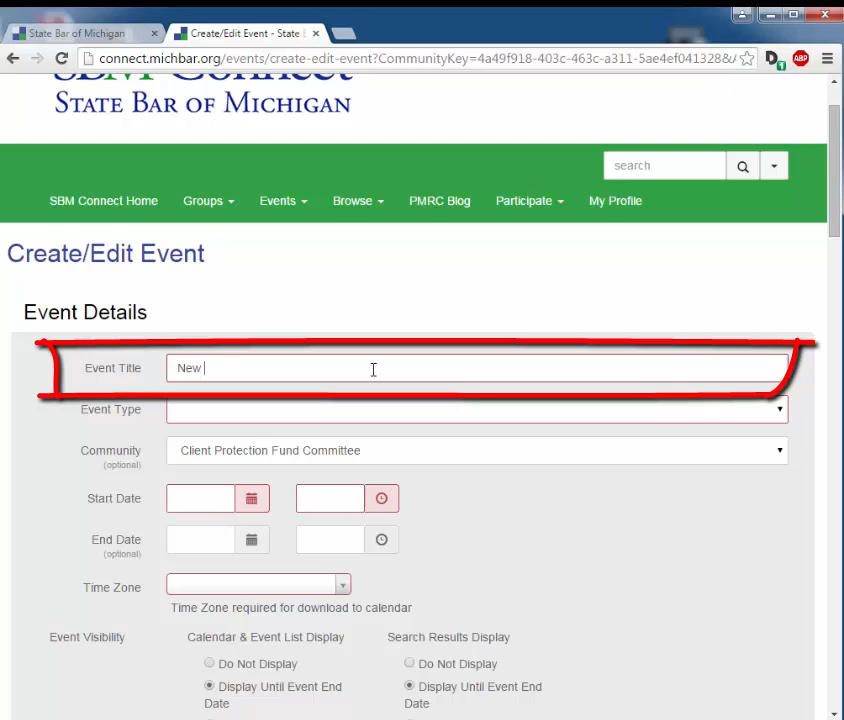 State Bar of Michigan
Create/Edit Event - State
connect.michbar.org/events/create-edit-event?CommunityKey=4a49f918-403c-463c-a311-5ae4ef041328&
1
ABP
SBM Connect
STATE BAR OF MICHIGAN
search
SBM Connect Home Groups Events Browse PMRC Blog Participate My Profile
Create/Edit Event
Event Details
Event Title New
Event Type
Community Client Protection Fund Committee
(optional)
Start Date
End Date
(optional)
Time Zone
Time Zone required for download to calendar
Event Visibility Calendar & Event List Display Search Results Display
Do Not Display Do Not Display
Display Until Event End Display Until Event End
Date Date